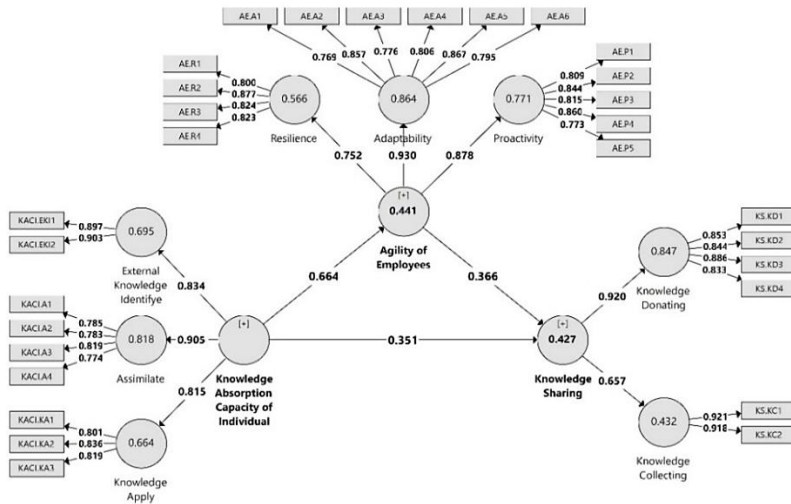 AE.A1
AE.A2
AE.A3
AE.A4
AE.A5
AE.A6
0.769
0.857
0.776
0.806
0.867
0.795
AE.R1
AE.R2
AE.R3
AE.R4
0.800
0.877
0.824
0.823
0.566
Resilience
0.864
Adaptability
0.771
Proactivity
0.809
0.844
0.815
0.860
0.773
AE.P1
AE.P2
AE.P3
AE.P4
AE.P5
0.752
0.930
0.878
[+]
0.441
Agility of
Employees
KACI.EKI1
KACI.EKI2
0.897
0.903
0.695
External
Knowledge
Identifye
0.834
0.664
0.366
KACI.A1
KACI.A2
KACI.A3
KACI.A4
0.785
0.783
0.819
0.774
0.818
Assimilate
0.905
[+]
Knowledge
Absorption
Capacity of
Individual
0.351
[+]
0.427
Knowledge
Sharing
0.815
KACI.KA1
KACI.KA2
KACI.KA3
0.801
0.836
0.819
0.664
Knowledge
Apply
0.920
0.847
Knowledge
Donating
0.853
0.844
0.886
0.833
KS.KD1
KS.KD2
KS.KD3
KS.KD4
0.657
0.432
Knowledge
Collecting
0.921
0.918
KS.KC1
KS.KC2